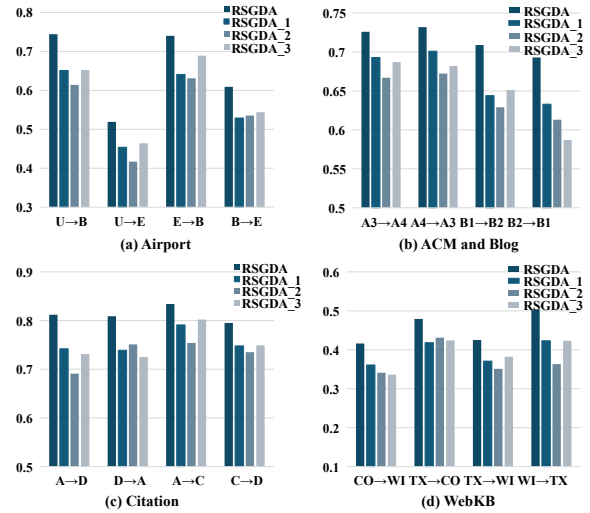 0.8
0.7
0.6
0.5
0.4
0.3
RSGDA
RSGDA_1
RSGDA_2
RSGDA_3
U→B U→E E→B B→E
(a) Airport
0.75
0.7
0.65
0.6
0.55
0.5
RSGDA
RSGDA_1
RSGDA_2
RSGDA_3
A3→A4 A4→A3 B1→B2 B2→B1
(b) ACM and Blog
0.9
0.8
0.7
0.6
0.5
RSGDA
RSGDA_1
RSGDA_2
RSGDA_3
A→D D→A A→C C→D
(c) Citation
0.6
0.5
0.4
0.3
0.2
0.1
RSGDA
RSGDA_1
RSGDA_2
RSGDA_3
CO→WI TX→CO TX→WI WI→TX
(d) WebKB